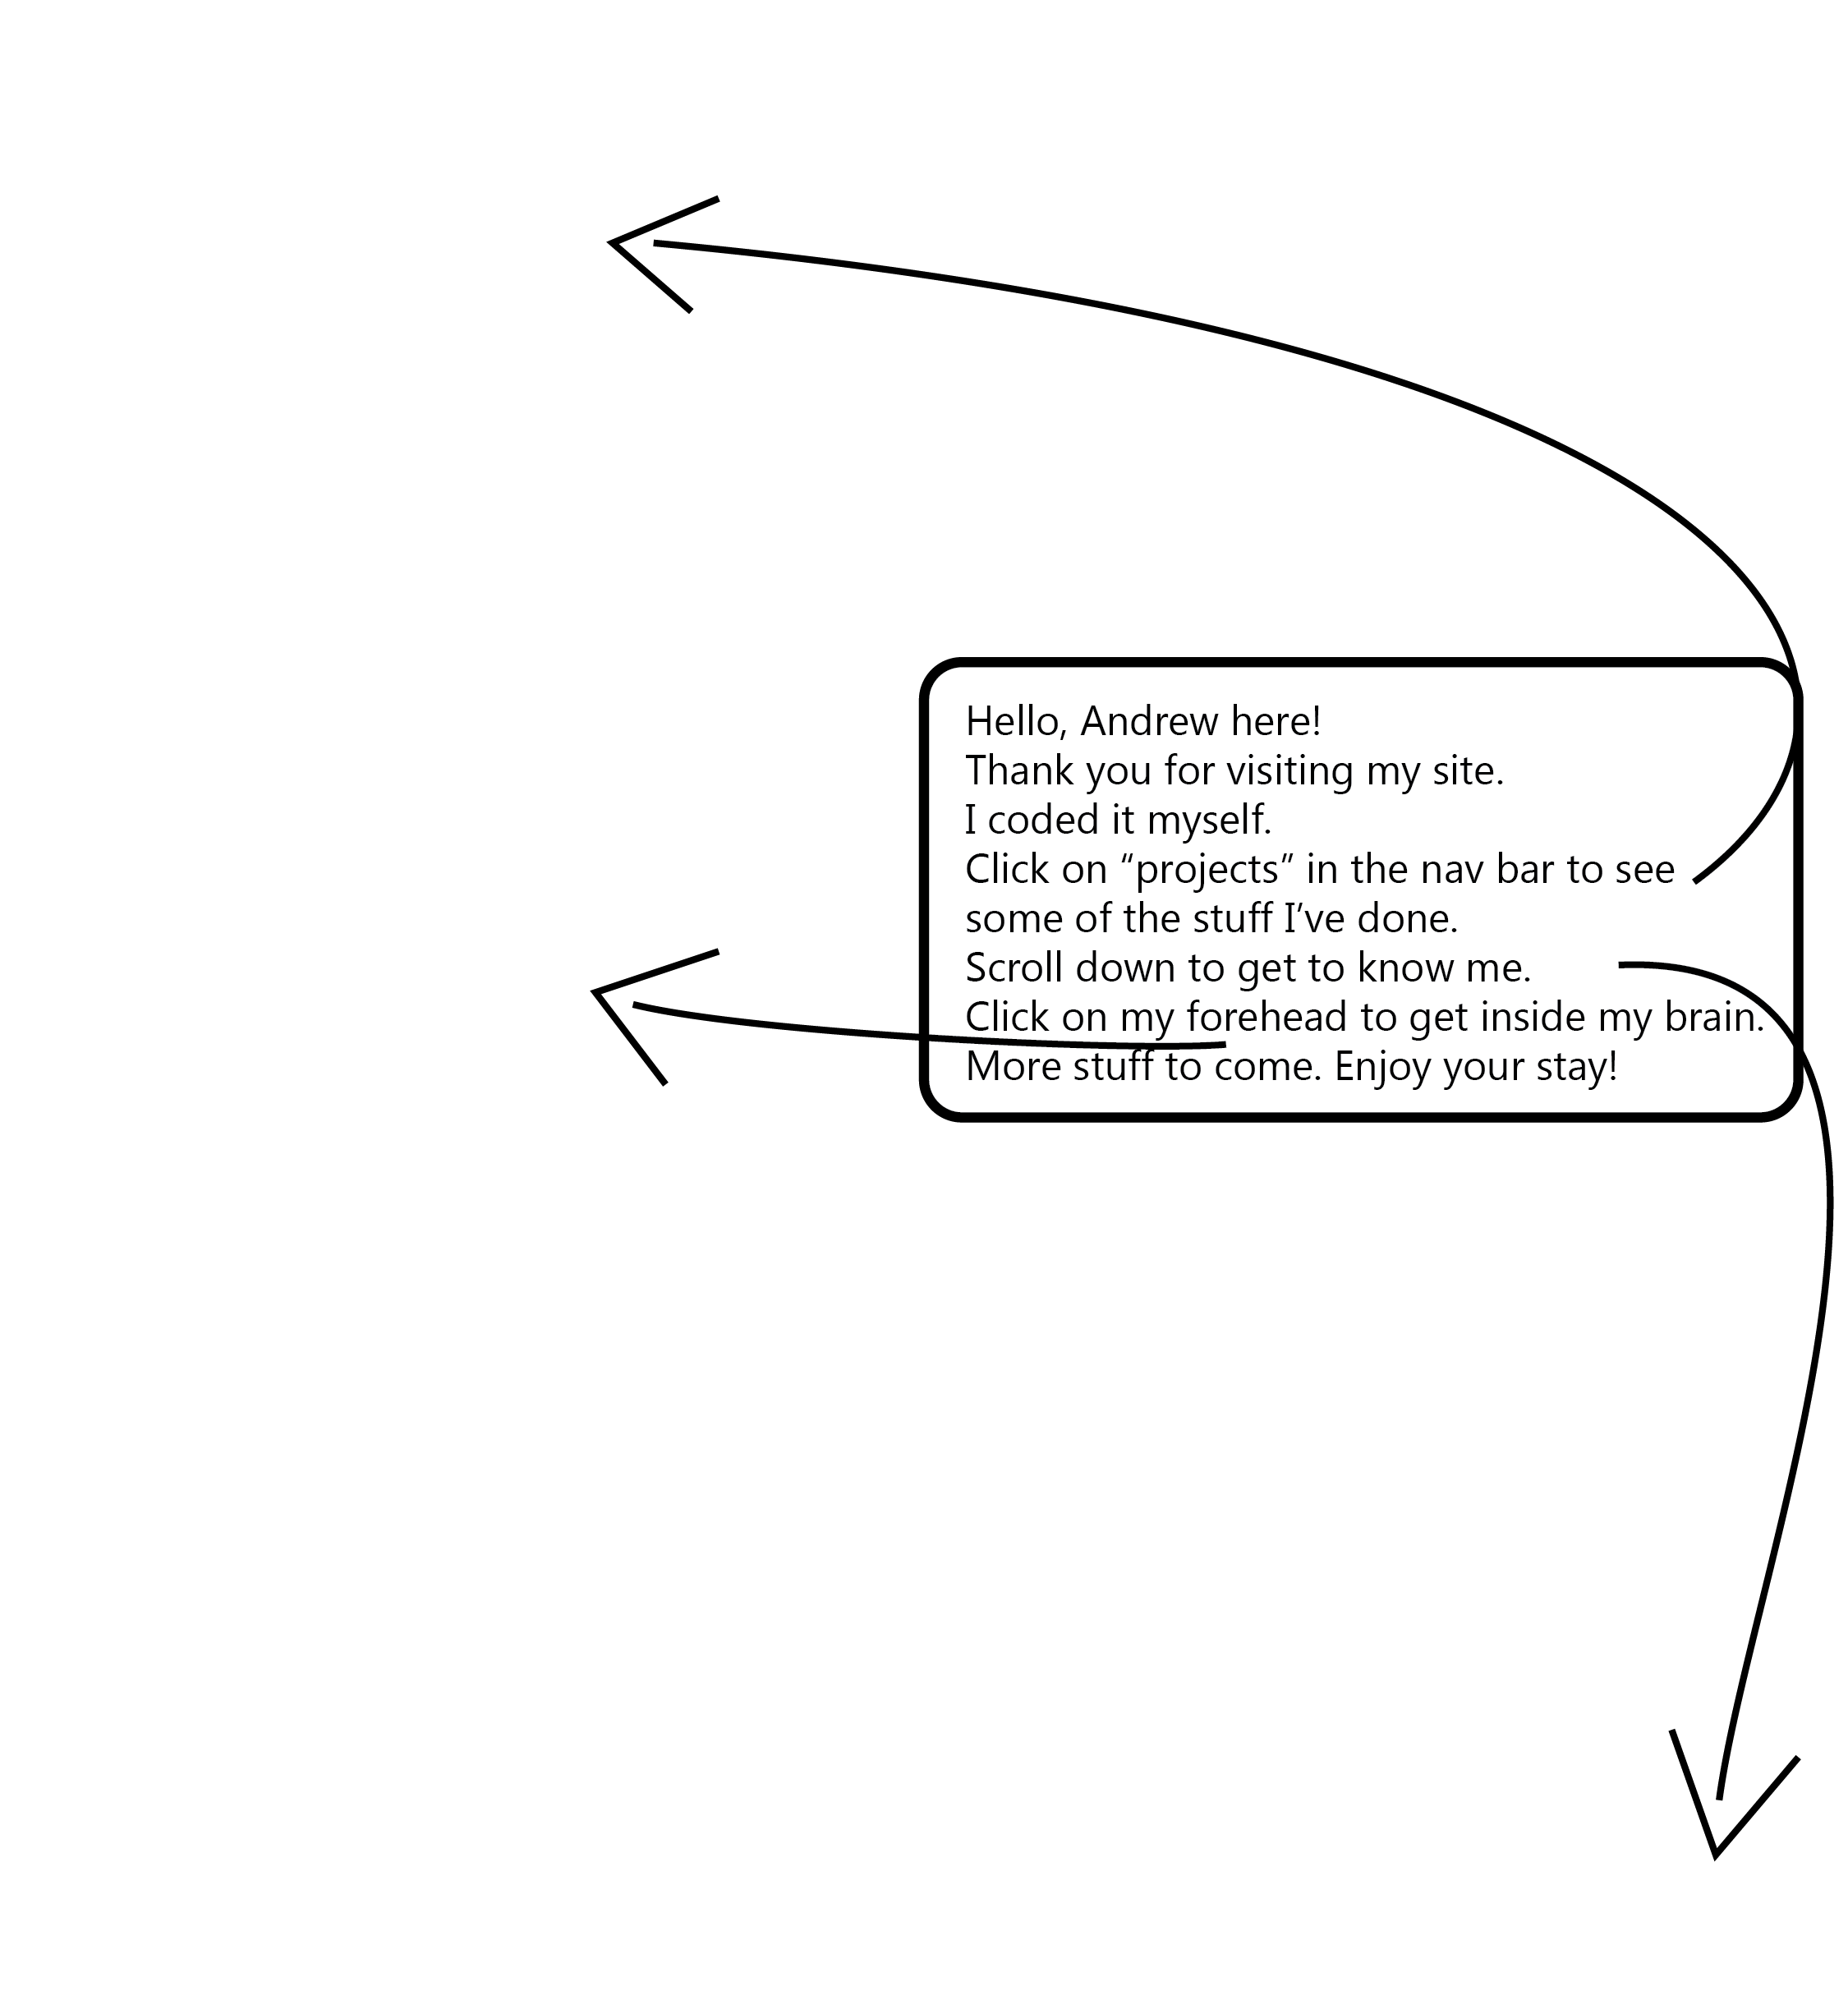 Hello, Andrew here!
Thank you for visiting my site.
I coded it myself.
Click on “projects” in the nav bar to see
some of the stuff I’ve done.
Scroll down to get to know me.
Click on my forehead to get inside my brain.
More stuff to come. Enjoy your stay!